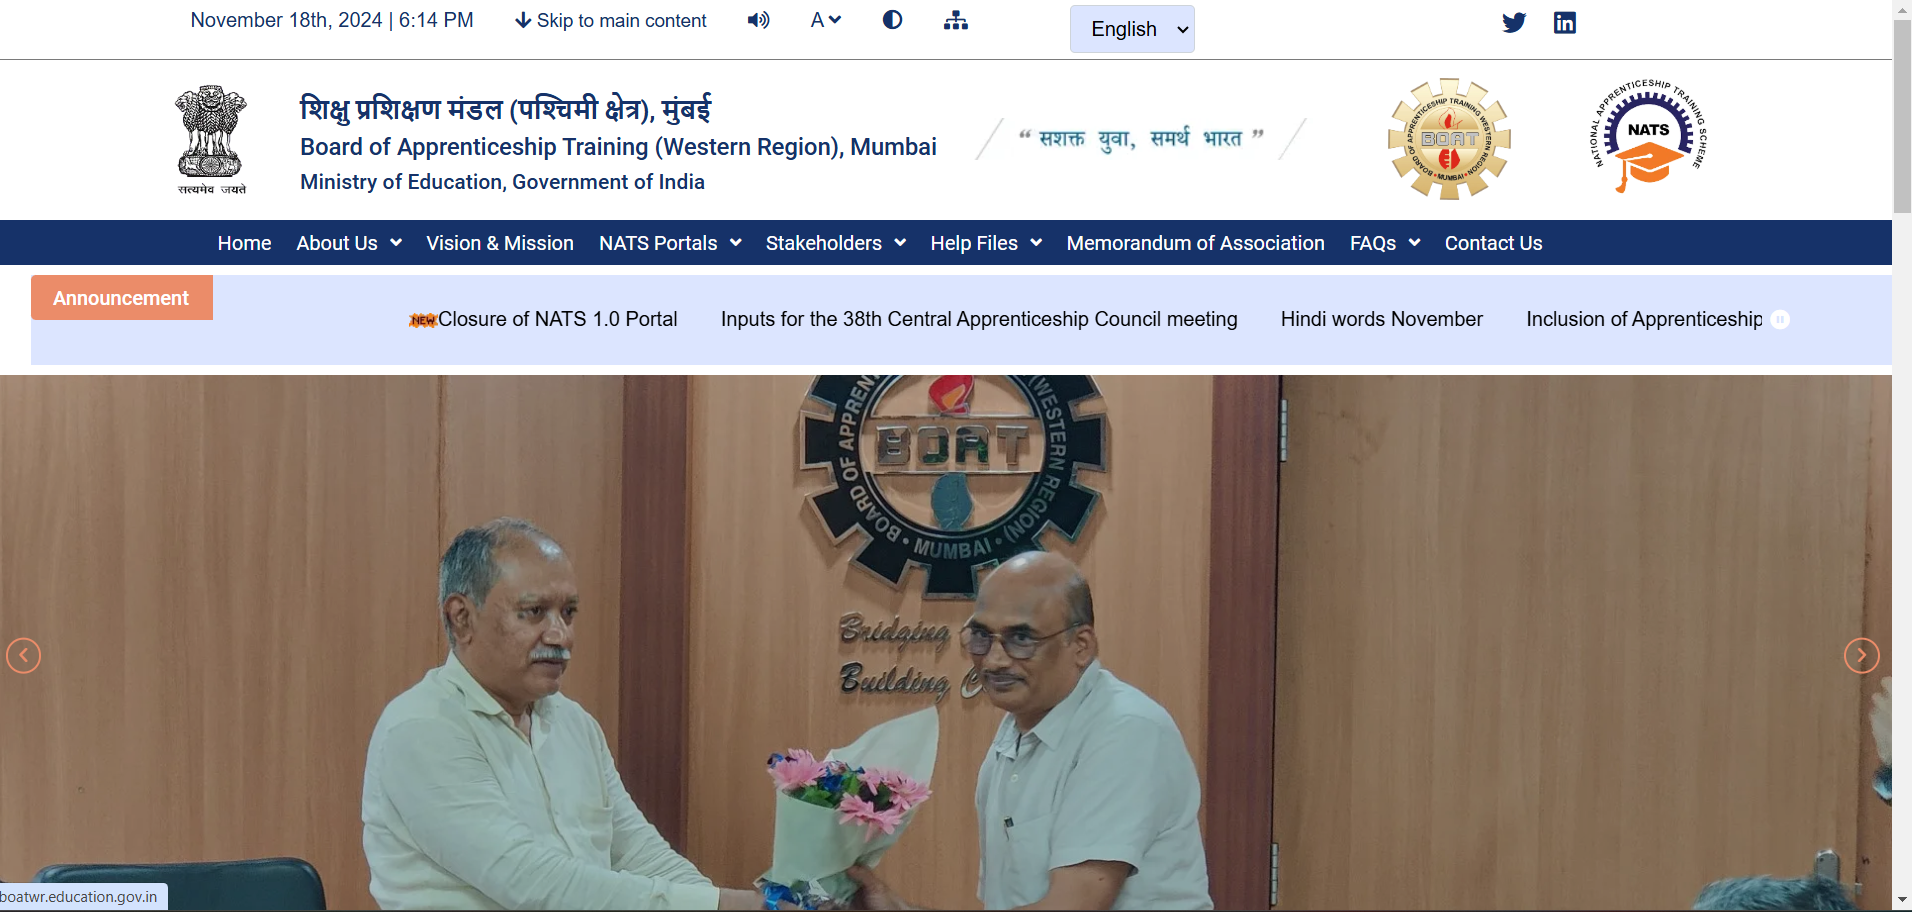 November 18th, 2024 | 6:14 PM
Skip to main content
A
English
सत्यमेव जयते
शिक्षु प्रशिक्षण मंडल (पश्चिमी क्षेत्र), मुंबई
Board of Apprenticeship Training (Western Region), Mumbai
Ministry of Education, Government of India
“ सशक्त युवा, समर्थ भारत ”
BOARD OF APPRENTICESHIP TRAINING WESTERN REGION
BOAT
MUMBAI
NATIONAL APPRENTICESHIP TRAINING SCHEME
NATS
Home About Us Vision & Mission NATS Portals Stakeholders Help Files Memorandum of Association FAQs Contact Us
Announcement
NEW Closure of NATS 1.0 Portal Inputs for the 38th Central Apprenticeship Council meeting Hindi words November Inclusion of Apprenticeship
BOARD OF APPREN
(WESTERN REGION)
BOAT
• MUMBAI •
Bridging
Building
boatwr.education.gov.in